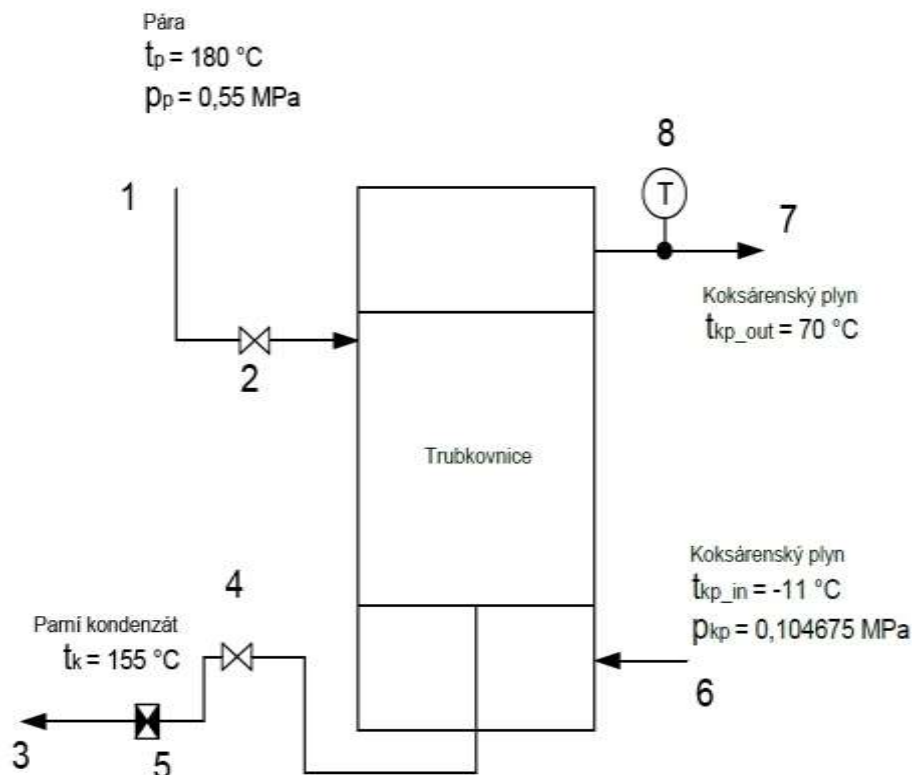 Pára
tp = 180 °C
pp = 0,55 MPa
8
1
T
7
Koksárenský plyn
tkp_out = 70 °C
2
Trubkovnice
Koksárenský plyn
tkp_in = -11 °C
pkp = 0,104675 MPa
4
Parní kondenzát
tk = 155 °C
6
3
5